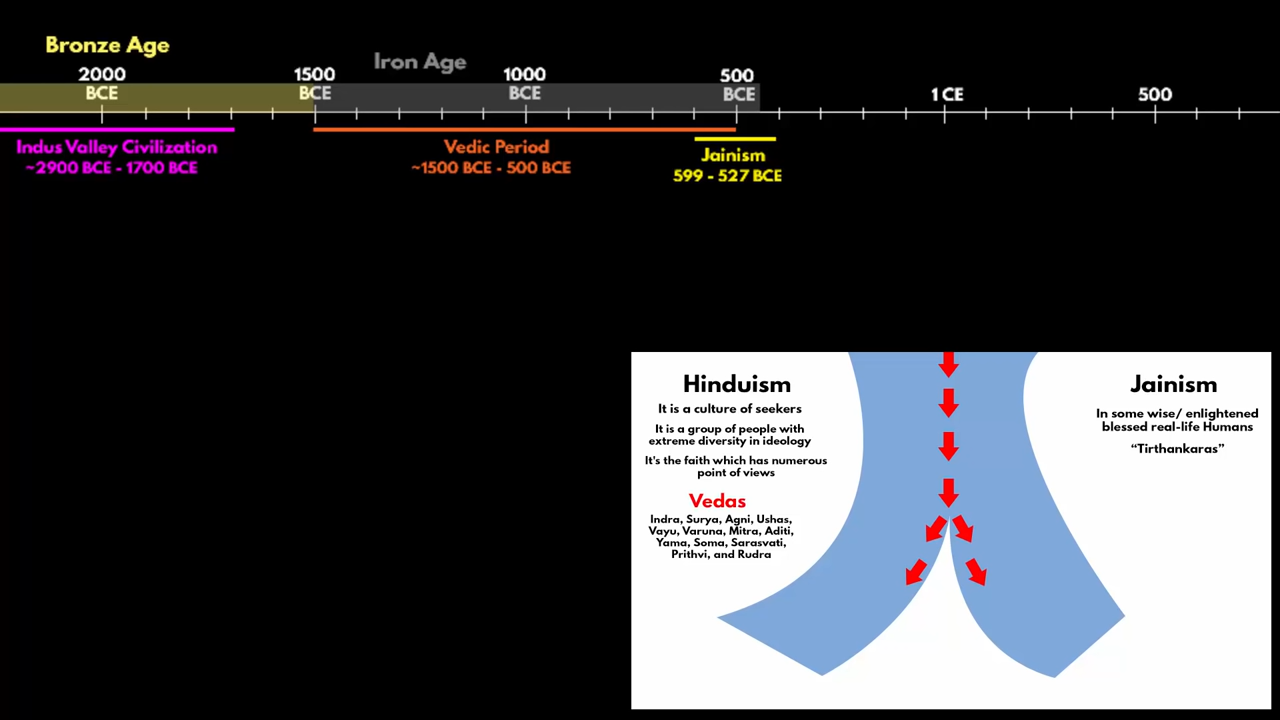 Bronze Age
Iron Age
2000
BCE
1500
BCE
1000
BCE
500
BCE
1 CE
500
Indus Valley Civilization
~2900 BCE - 1700 BCE
Vedic Period
~1500 BCE - 500 BCE
Jainism
599 - 527 BCE
Hinduism
It is a culture of seekers
It is a group of people with
extreme diversity in ideology
It's the faith which has numerous
point of views
Vedas
Indra, Surya, Agni, Ushas,
Vayu, Varuna, Mitra, Aditi,
Yama, Soma, Sarasvati,
Prithvi, and Rudra
Jainism
In some wise/ enlightened
blessed real-life Humans
“Tirthankaras”